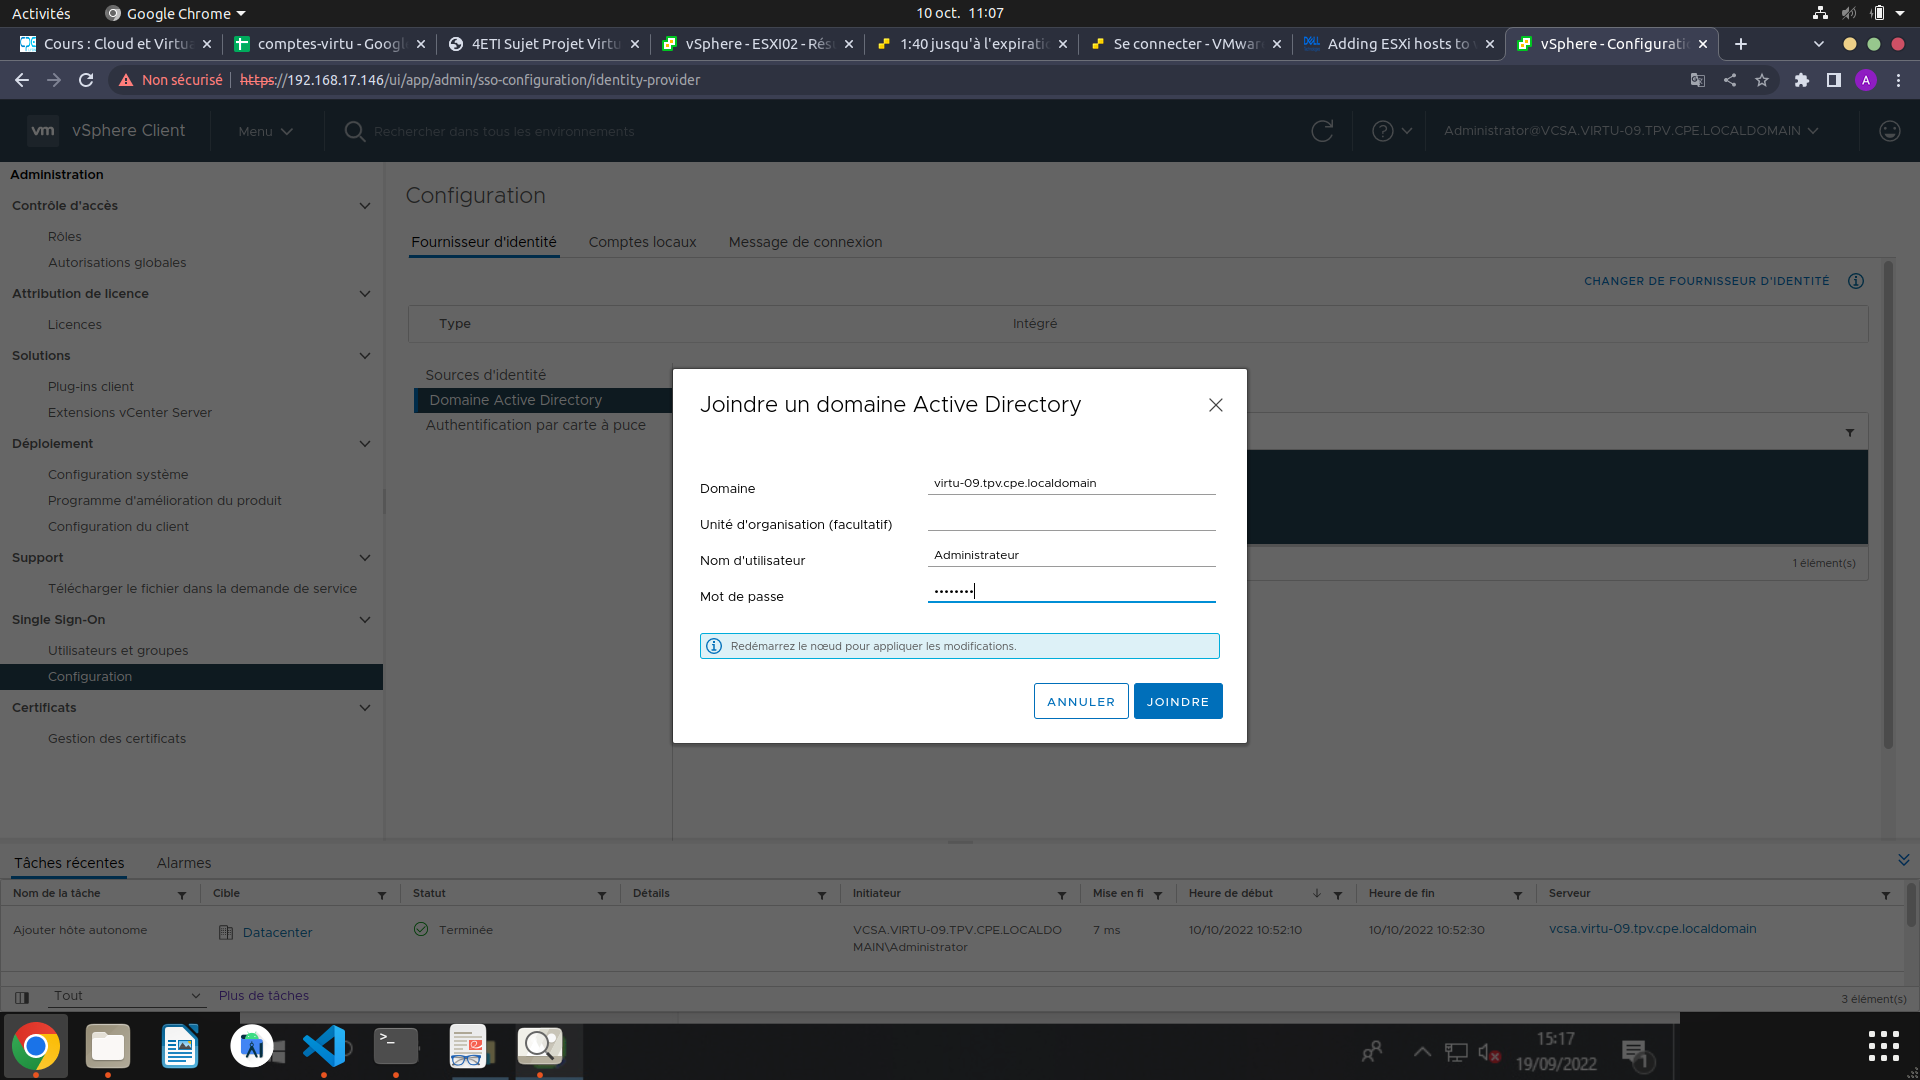 Activités
Google Chrome
10 oct. 11:07
Cours : Cloud et Virtua
comptes-virtu - Google
4ETI Sujet Projet Virtu
vSphere - ESXI02 - Rés
1:40 jusqu'à l'expiratio
Se connecter - VMware
DELL
Adding ESXi hosts to v
vSphere - Configuratio
Non sécurisé
https://192.168.17.146/ui/app/admin/sso-configuration/identity-provider
A
vm
vSphere Client
Menu
Rechercher dans tous les environnements
Administrator@VCSA.VIRTU-09.TPV.CPE.LOCALDOMAIN
Administration
Contrôle d'accès
Rôles
Autorisations globales
Attribution de licence
Licences
Solutions
Plug-ins client
Extensions vCenter Server
Déploiement
Configuration système
Programme d'amélioration du produit
Configuration du client
Support
Télécharger le fichier dans la demande de service
Single Sign-On
Utilisateurs et groupes
Configuration
Certificats
Gestion des certificats
Configuration
Fournisseur d'identité
Comptes locaux
Message de connexion
CHANGER DE FOURNISSEUR D'IDENTITÉ
Type
Intégré
Sources d'identité
Domaine Active Directory
Authentification par carte à puce
1 élément(s)
Joindre un domaine Active Directory
Domaine
virtu-09.tpv.cpe.localdomain
Unité d'organisation (facultatif)
Nom d'utilisateur
Administrateur
Mot de passe
••••••••
Redémarrez le nœud pour appliquer les modifications.
ANNULER
JOINDRE
Tâches récentes
Alarmes
Nom de la tâche
Cible
Statut
Détails
Initiateur
Mise en fi
Heure de début
Heure de fin
Serveur
Ajouter hôte autonome
Datacenter
Terminée
VCSA.VIRTU-09.TPV.CPE.LOCALDO
MAIN\Administrator
7 ms
10/10/2022 10:52:10
10/10/2022 10:52:30
vcsa.virtu-09.tpv.cpe.localdomain
Tout
Plus de tâches
3 élément(s)
15:17
19/09/2022
1